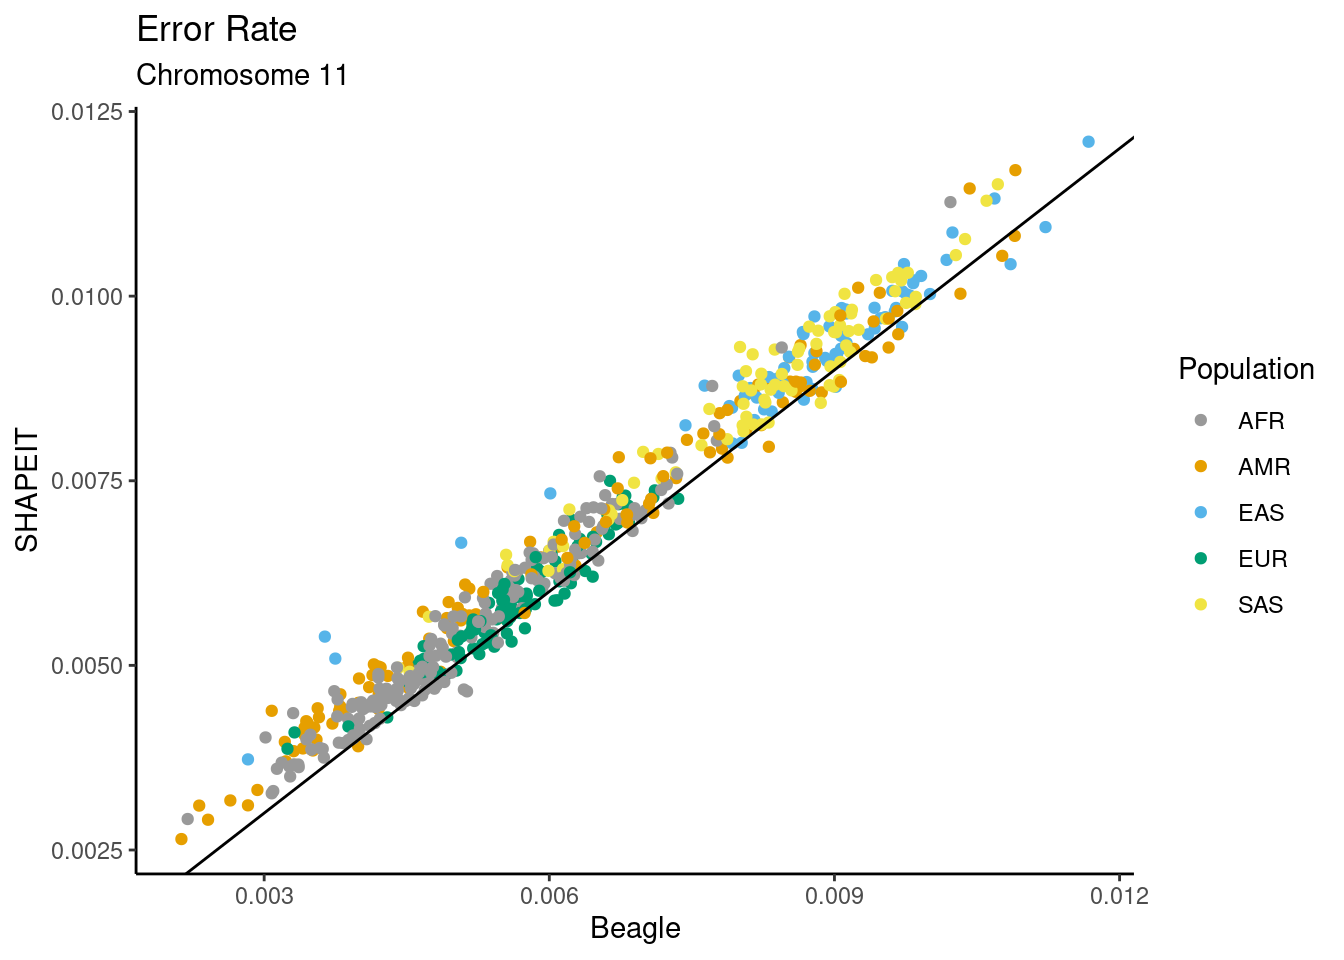 Error Rate
Chromosome 11
0.0125
0.0100
0.0075
0.0050
0.0025
SHAPEIT
0.003
0.006
0.009
0.012
Beagle
Population
AFR
AMR
EAS
EUR
SAS